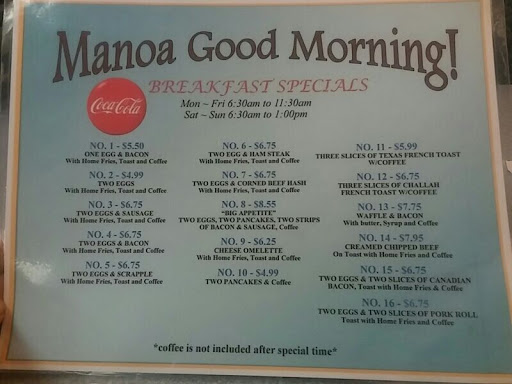 Manoa Good Morning!
Coca-Cola
BREAKFAST SPECIALS
Mon ~ Fri 6:30am to 11:30am
Sat ~ Sun 6:30am to 1:00pm
NO. 1 - $5.50
ONE EGG & BACON
With Home Fries, Toast and Coffee
NO. 2 - $4.99
TWO EGGS
With Home Fries, Toast and Coffee
NO. 3 - $6.75
TWO EGGS & SAUSAGE
With Home Fries, Toast and Coffee
NO. 4 - $6.75
TWO EGGS & BACON
With Home Fries, Toast and Coffee
NO. 5 - $6.75
TWO EGGS & SCRAPPLE
With Home Fries, Toast and Coffee
NO. 6 - $6.75
TWO EGG & HAM STEAK
With Home Fries, Toast and Coffee
NO. 7 - $6.75
TWO EGGS & CORNED BEEF HASH
With Home Fries, Toast and Coffee
NO. 8 - $8.55
"BIG APPETITE"
TWO EGGS, TWO PANCAKES, TWO STRIPS
OF BACON & SAUSAGE, Coffee
NO. 9 - $6.25
CHEESE OMELETTE
With Home Fries, Toast and Coffee
NO. 10 - $4.99
TWO PANCAKES & Coffee
NO. 11 - $5.99
THREE SLICES OF TEXAS FRENCH TOAST
W/COFFEE
NO. 12 - $6.75
THREE SLICES OF CHALLAH
FRENCH TOAST W/COFFEE
NO. 13 - $7.75
WAFFLE & BACON
With butter, Syrup and Coffee
NO. 14 - $7.95
CREAMED CHIPPED BEEF
On Toast with Home Fries and Coffee
NO. 15 - $6.75
TWO EGGS & TWO SLICES OF CANADIAN
BACON, Toast with Home Fries & Coffee
NO. 16 - $6.75
TWO EGGS & TWO SLICES OF PORK ROLL
Toast with Home Fries and Coffee
*coffee is not included after special time*